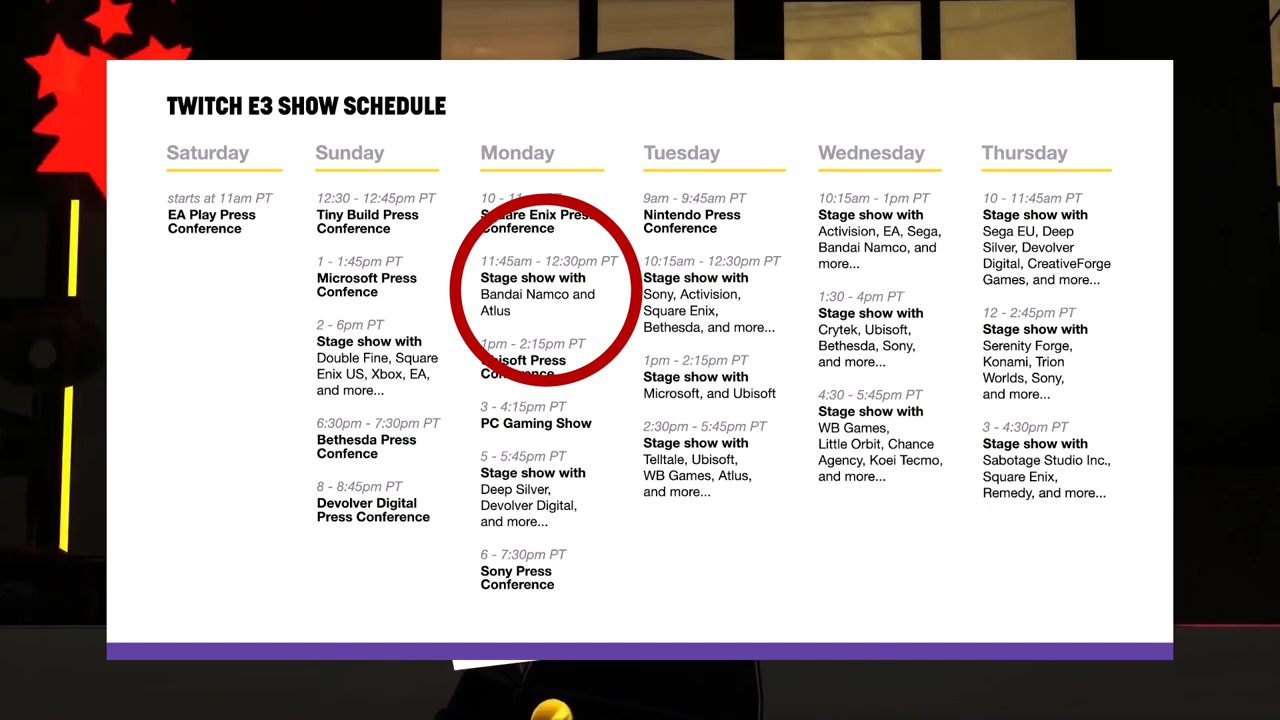 TWITCH E3 SHOW SCHEDULE
Saturday
starts at 11am PT
EA Play Press
Conference
Sunday
12:30 - 12:45pm PT
Tiny Build Press
Conference
1 - 1:45pm PT
Microsoft Press
Confence
2 - 6pm PT
Stage show with
Double Fine, Square
Enix US, Xbox, EA,
and more...
6:30pm - 7:30pm PT
Bethesda Press
Confence
8 - 8:45pm PT
Devolver Digital
Press Conference
Monday
10 - 11am PT
Square Enix Press
Conference
11:45am - 12:30pm PT
Stage show with
Bandai Namco and
Atlus
1pm - 2:15pm PT
Ubisoft Press
Conference
3 - 4:15pm PT
PC Gaming Show
5 - 5:45pm PT
Stage show with
Deep Silver,
Devolver Digital,
and more...
6 - 7:30pm PT
Sony Press
Conference
Tuesday
9am - 9:45am PT
Nintendo Press
Conference
10:15am - 12:30pm PT
Stage show with
Sony, Activision,
Square Enix,
Bethesda, and more...
1pm - 2:15pm PT
Stage show with
Microsoft, and Ubisoft
2:30pm - 5:45pm PT
Stage show with
Telltale, Ubisoft,
WB Games, Atlus,
and more...
Wednesday
10:15am - 1pm PT
Stage show with
Activision, EA, Sega,
Bandai Namco, and
more...
1:30 - 4pm PT
Stage show with
Crytek, Ubisoft,
Bethesda, Sony,
and more...
4:30 - 5:45pm PT
Stage show with
WB Games,
Little Orbit, Chance
Agency, Koei Tecmo,
and more...
Thursday
10 - 11:45am PT
Stage show with
Sega EU, Deep
Silver, Devolver
Digital, CreativeForge
Games, and more...
12 - 2:45pm PT
Stage show with
Serenity Forge,
Konami, Trion
Worlds, Sony,
and more...
3 - 4:30pm PT
Stage show with
Sabotage Studio Inc.,
Square Enix,
Remedy, and more...